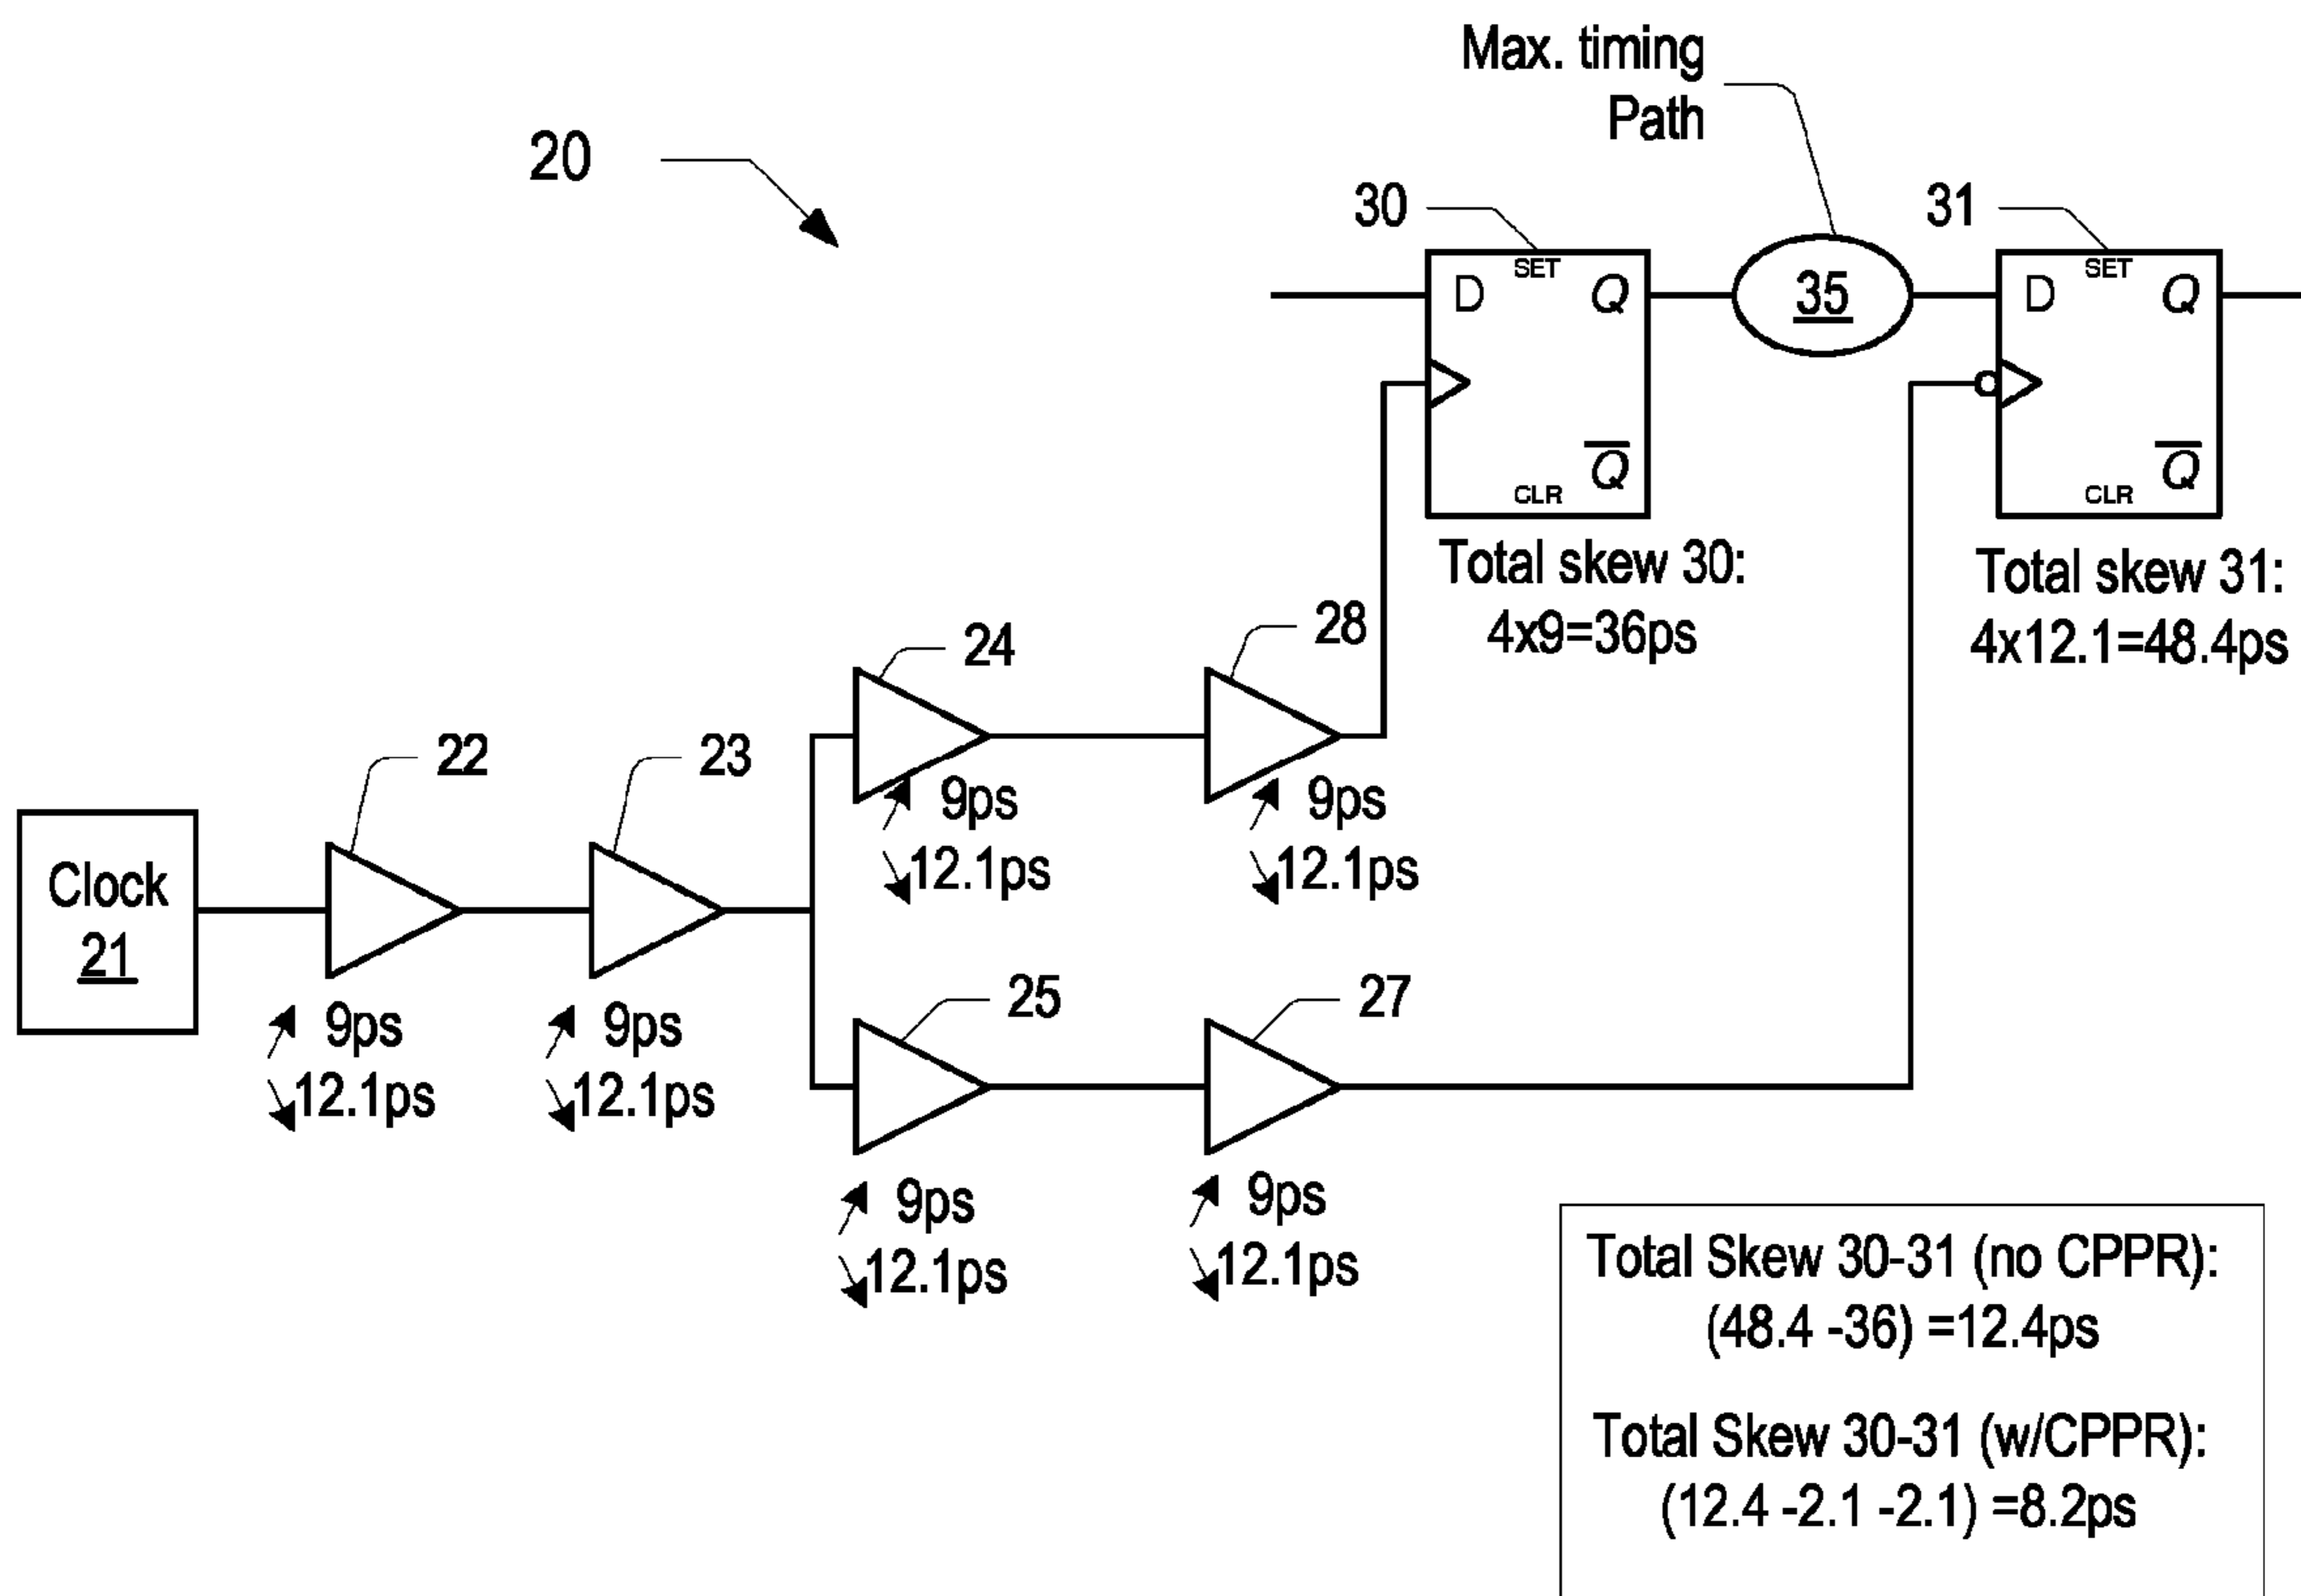 Max. timing
Path
20
30
31
SET
D
Q
35
SET
D
Q
Q
CLR
Q
CLR
Total skew 30:
4x9=36ps
Total skew 31:
4x12.1=48.4ps
24
28
22
23
9ps
12.1ps
9ps
12.1ps
Clock
21
25
27
9ps
12.1ps
9ps
12.1ps
9ps
12.1ps
9ps
12.1ps
Total Skew 30-31 (no CPPR):
(48.4 -36) =12.4ps
Total Skew 30-31 (w/CPPR):
(12.4 -2.1 -2.1) =8.2ps